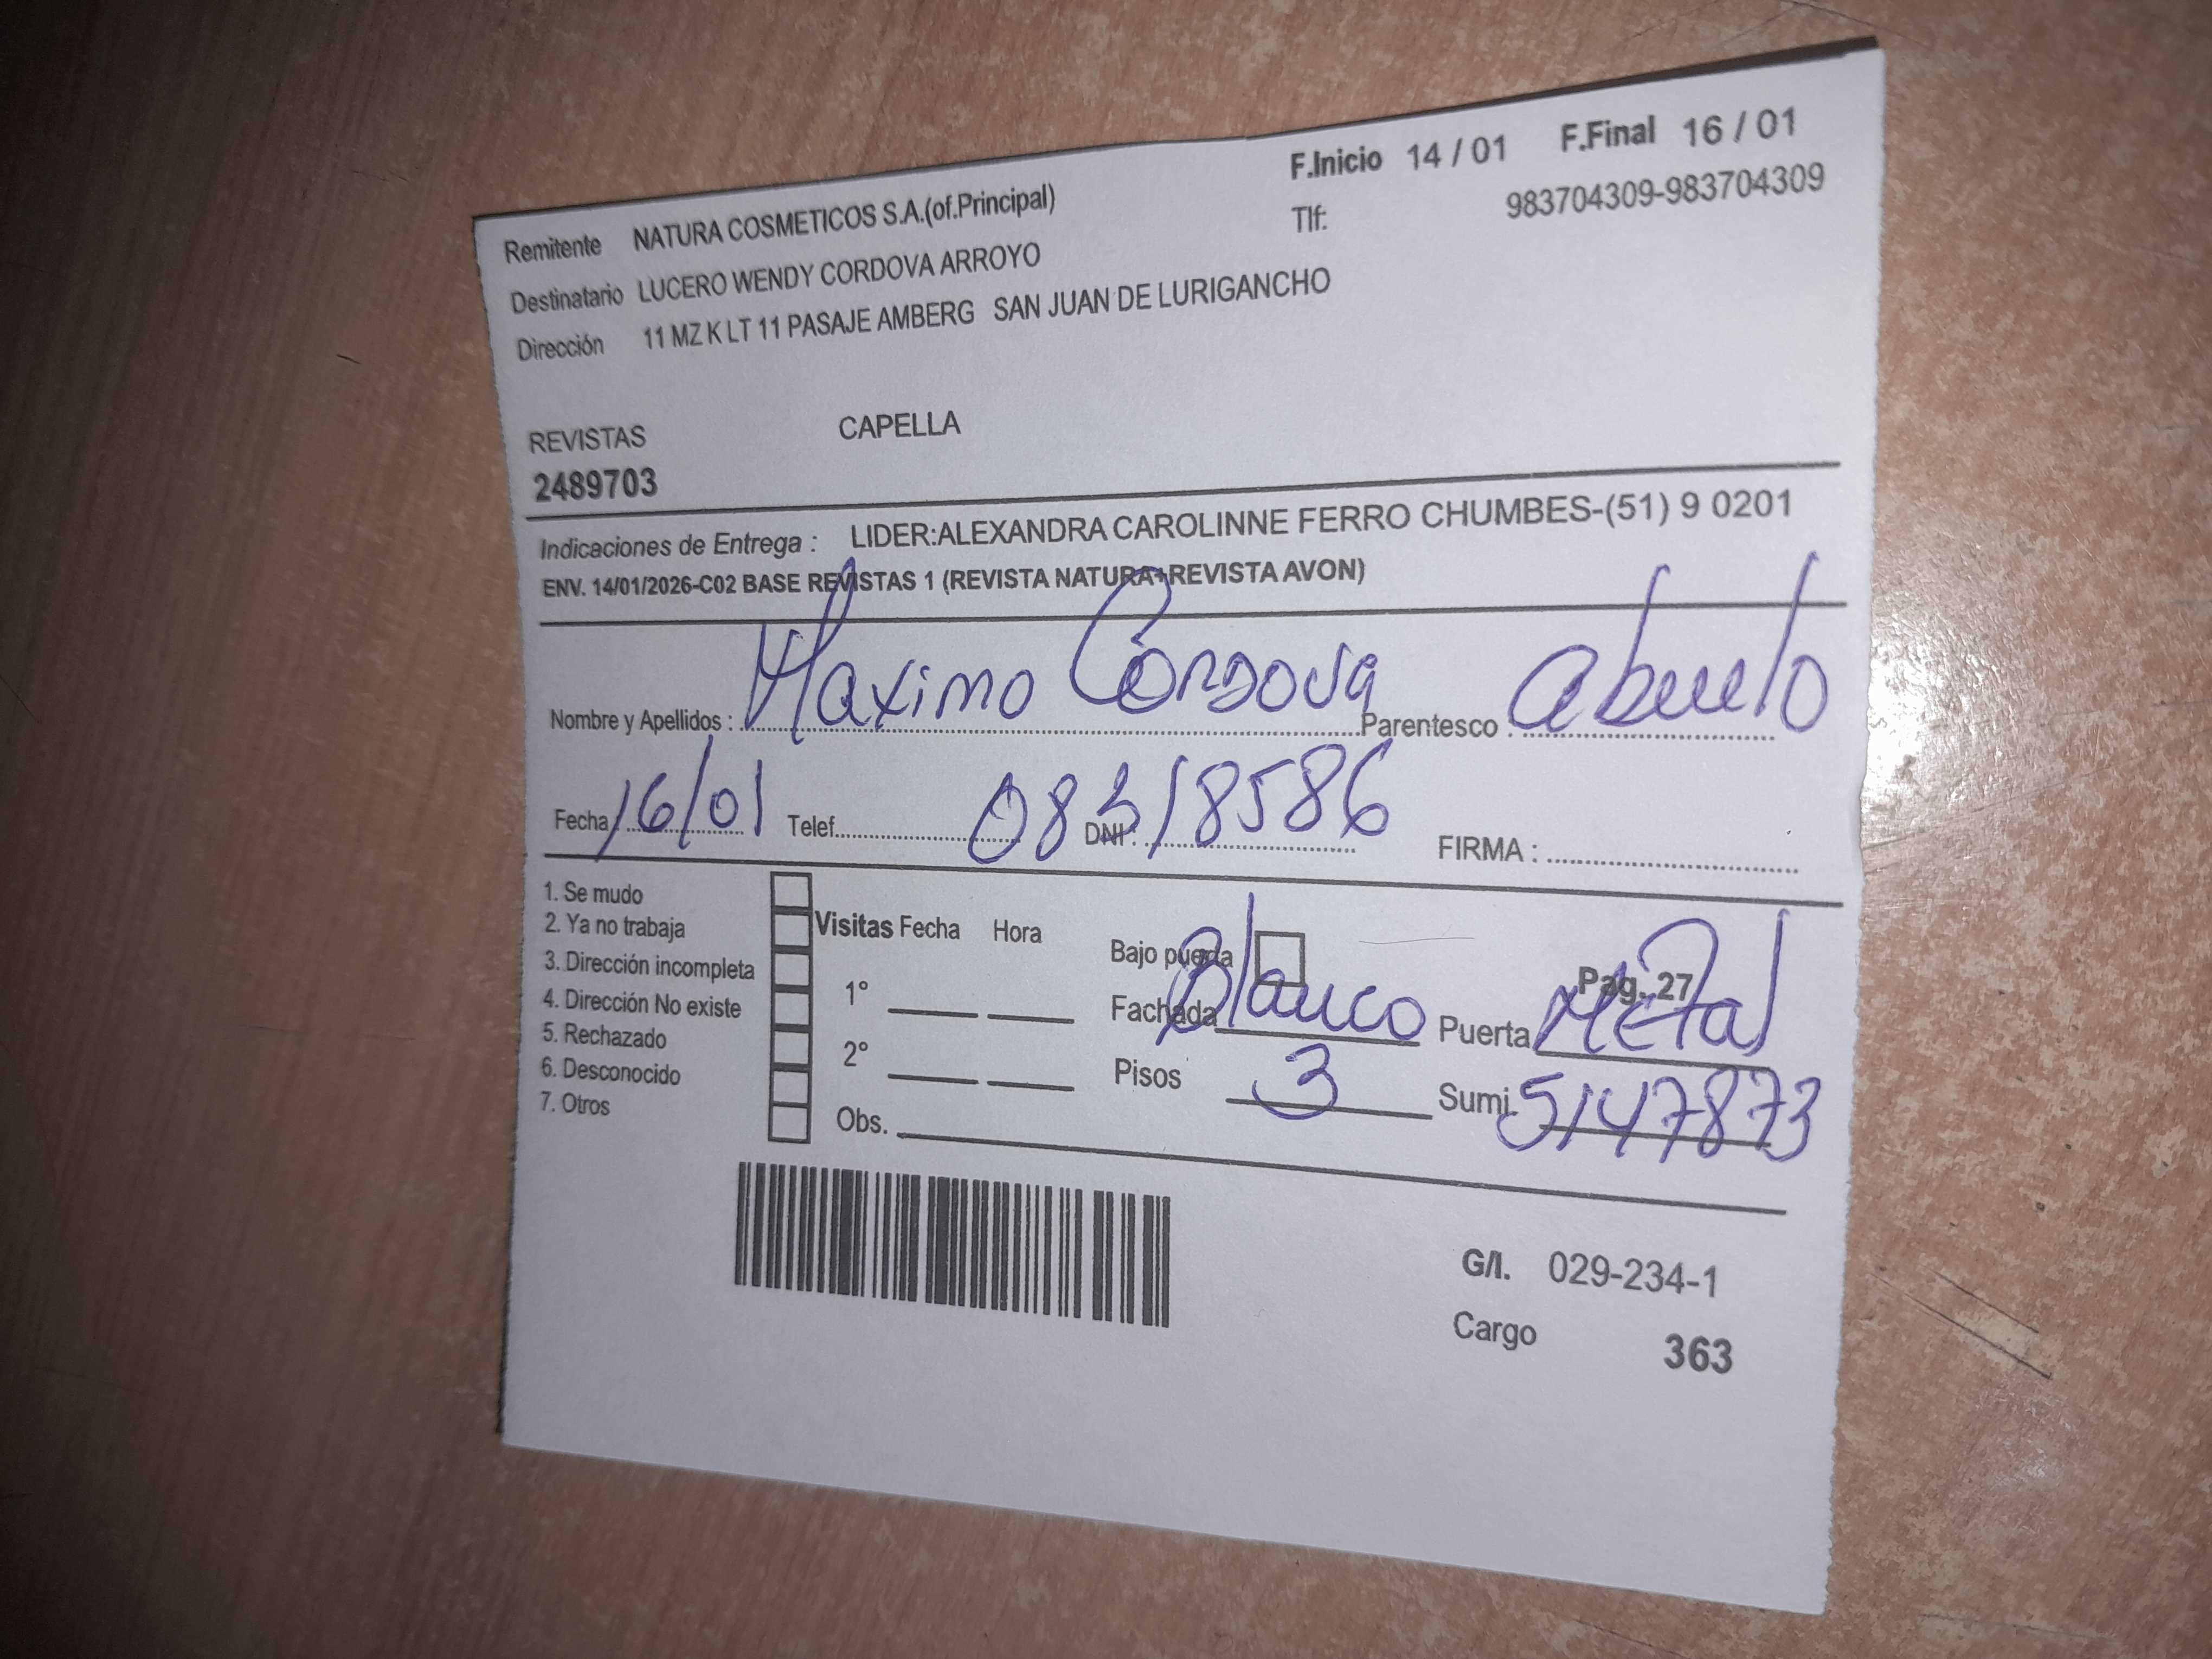 F.Inicio 14 / 01 F.Final 16 / 01
Remitente NATURA COSMETICOS S.A.(of.Principal) Tlf: 983704309-983704309
Destinatario LUCERO WENDY CORDOVA ARROYO
Dirección 11 MZ K LT 11 PASAJE AMBERG SAN JUAN DE LURIGANCHO
REVISTAS CAPELLA
2489703
Indicaciones de Entrega : LIDER:ALEXANDRA CAROLINNE FERRO CHUMBES-(51) 9 0201
ENV. 14/01/2026-C02 BASE REVISTAS 1 (REVISTA NATURA+REVISTA AVON)
Nombre y Apellidos : Maximo Cordova Parentesco : abuelo
Fecha 16/01 Telef. DNI : 08318586 FIRMA :
1. Se mudo
2. Ya no trabaja Visitas Fecha Hora Bajo puerta
3. Dirección incompleta Pag. 27
4. Dirección No existe 1° Fachada Blanco Puerta Metal
5. Rechazado
6. Desconocido 2° Pisos 3 Sumi. 5147873
7. Otros Obs.
G/I. 029-234-1
Cargo 363